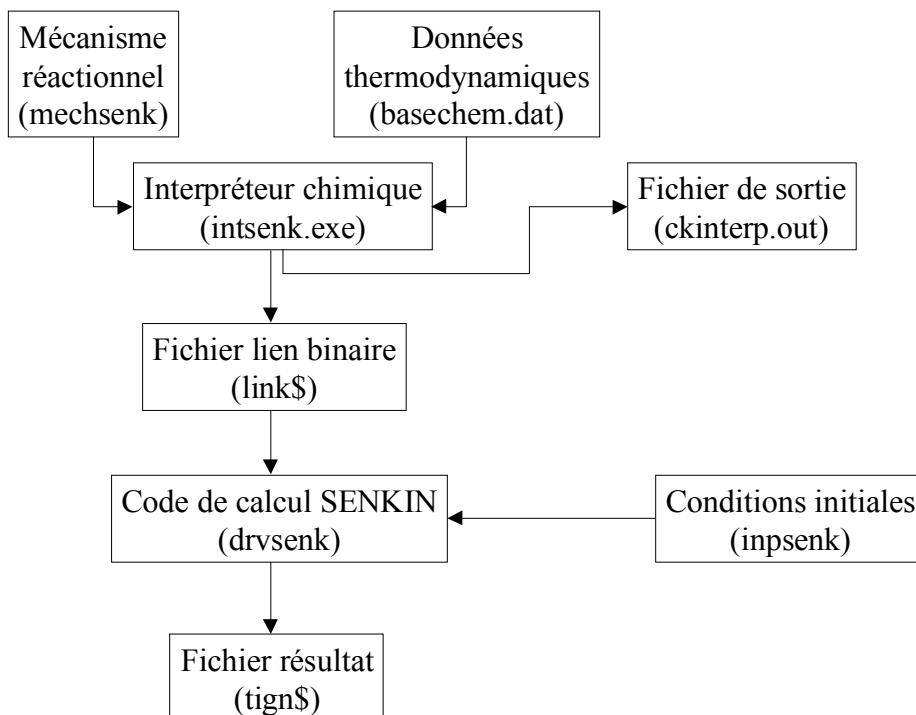 Mécanisme
réactionnel
(mechsenk)
Données
thermodynamiques
(basechem.dat)
Interpréteur chimique
(intsenk.exe)
Fichier de sortie
(ckinterp.out)
Fichier lien binaire
(link$)
Code de calcul SENKIN
(drvsenk)
Conditions initiales
(inpsenk)
Fichier résultat
(tign$)